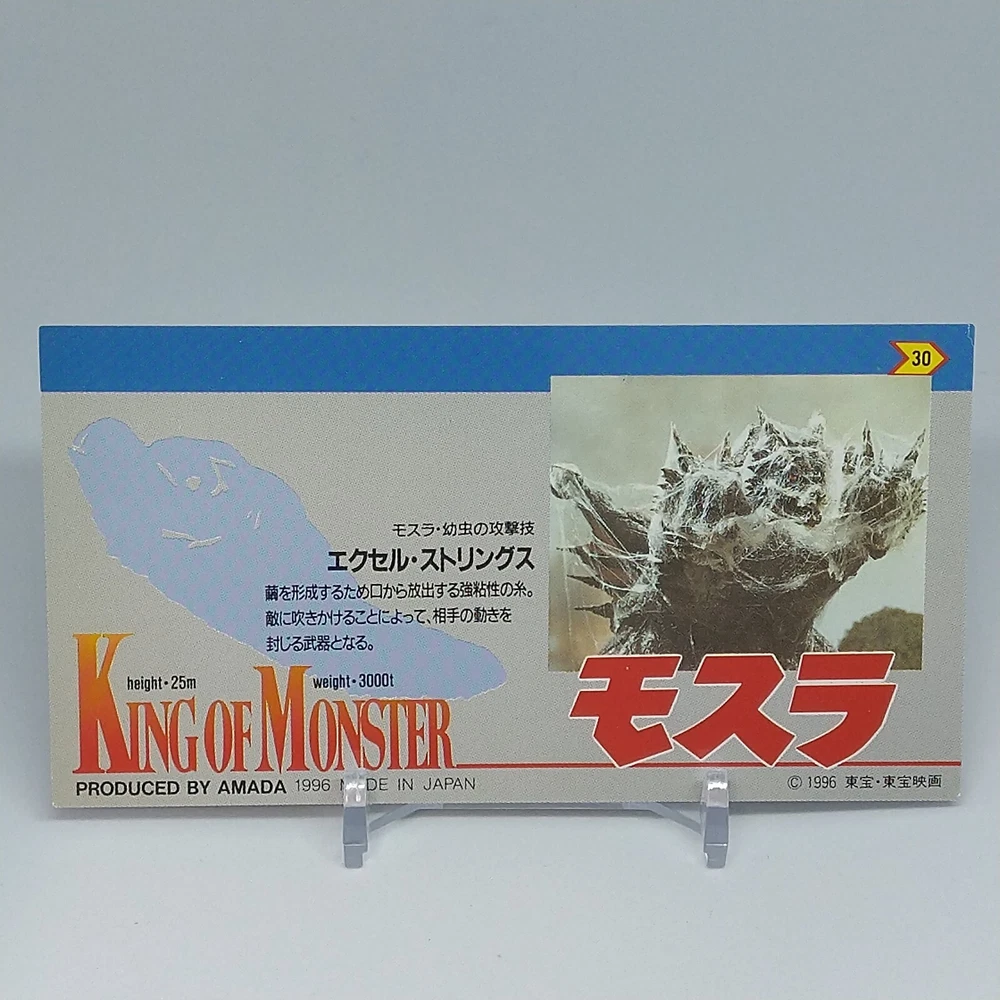 30
モスラ・幼虫の攻撃技
エクセル・ストリングス
繭を形成するため口から放出する強粘性の糸。
敵に吹きかけることによって、相手の動きを
封じる武器となる。
height・25m weight・3000t
KING OF MONSTER
モスラ
PRODUCED BY AMADA 1996 MADE IN JAPAN
© 1996 東宝・東宝映画